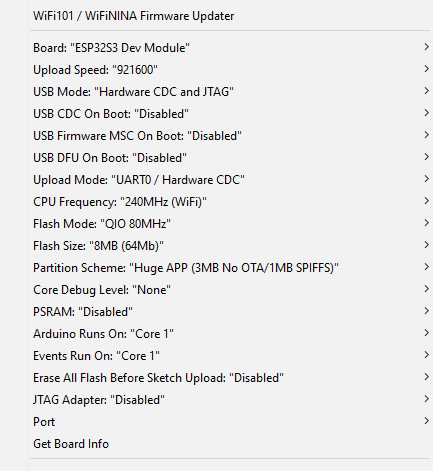 WiFi101 / WiFiNINA Firmware Updater
Board: "ESP32S3 Dev Module"
Upload Speed: "921600"
USB Mode: "Hardware CDC and JTAG"
USB CDC On Boot: "Disabled"
USB Firmware MSC On Boot: "Disabled"
USB DFU On Boot: "Disabled"
Upload Mode: "UART0 / Hardware CDC"
CPU Frequency: "240MHz (WiFi)"
Flash Mode: "QIO 80MHz"
Flash Size: "8MB (64Mb)"
Partition Scheme: "Huge APP (3MB No OTA/1MB SPIFFS)"
Core Debug Level: "None"
PSRAM: "Disabled"
Arduino Runs On: "Core 1"
Events Run On: "Core 1"
Erase All Flash Before Sketch Upload: "Disabled"
JTAG Adapter: "Disabled"
Port
Get Board Info